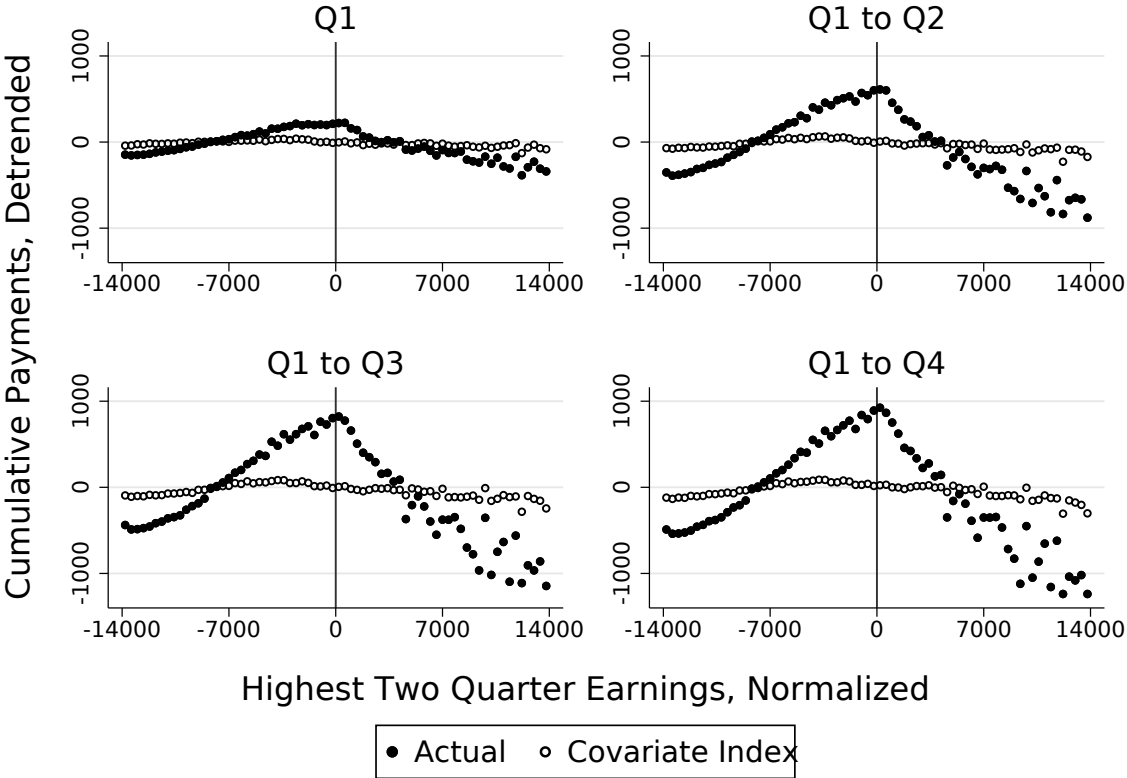 Q1
Q1 to Q2
1000
0
-1000
-14000 -7000 0 7000 14000
1000
0
-1000
-14000 -7000 0 7000 14000
Q1 to Q3
Q1 to Q4
1000
0
-1000
-14000 -7000 0 7000 14000
1000
0
-1000
-14000 -7000 0 7000 14000
Cumulative Payments, Detrended
Highest Two Quarter Earnings, Normalized
Actual Covariate Index